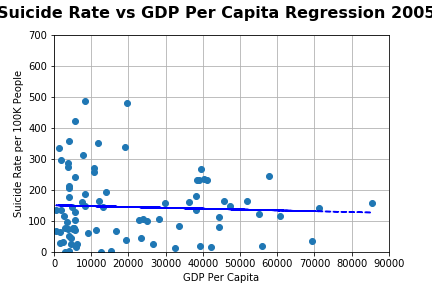 Suicide Rate vs GDP Per Capita Regression 2005
700
600
500
400
300
200
100
0
Suicide Rate per 100K People
0 10000 20000 30000 40000 50000 60000 70000 80000 90000
GDP Per Capita